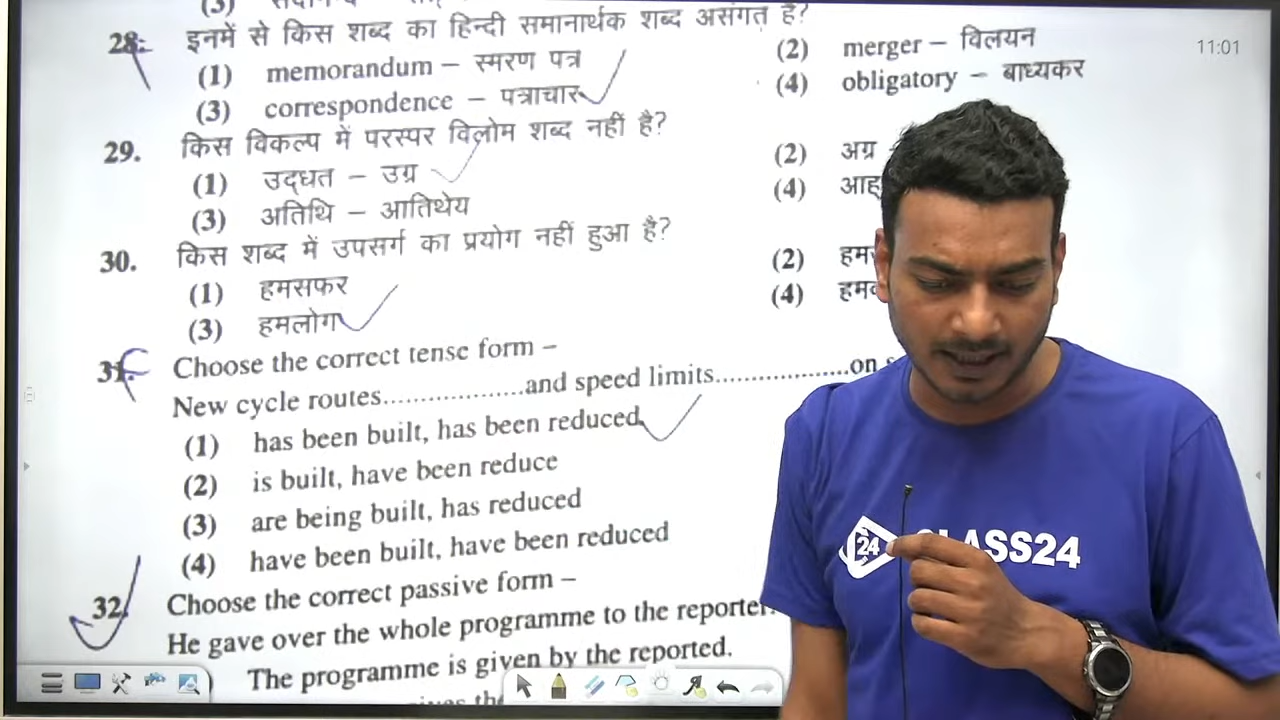 28. इनमें से किस शब्द का हिन्दी समानार्थक शब्द असंगत है?
(1) memorandum – स्मरण पत्र (2) merger – विलयन
(3) correspondence – पत्राचार (4) obligatory – बाध्यकर
11:01
29. किस विकल्प में परस्पर विलोम शब्द नहीं है?
(1) उद्धत – उग्र (2) अग्र
(3) अतिथि – आतिथेय (4)
30. किस शब्द में उपसर्ग का प्रयोग नहीं हुआ है?
(1) हमसफर (2)
(3) हमलोग (4)
31. Choose the correct tense form –
New cycle routes....................and speed limits...................on
(1) has been built, has been reduced
(2) is built, have been reduce
(3) are being built, has reduced
(4) have been built, have been reduced
32. Choose the correct passive form –
He gave over the whole programme to the reporter.
The programme is given by the reported.
24 CLASS24